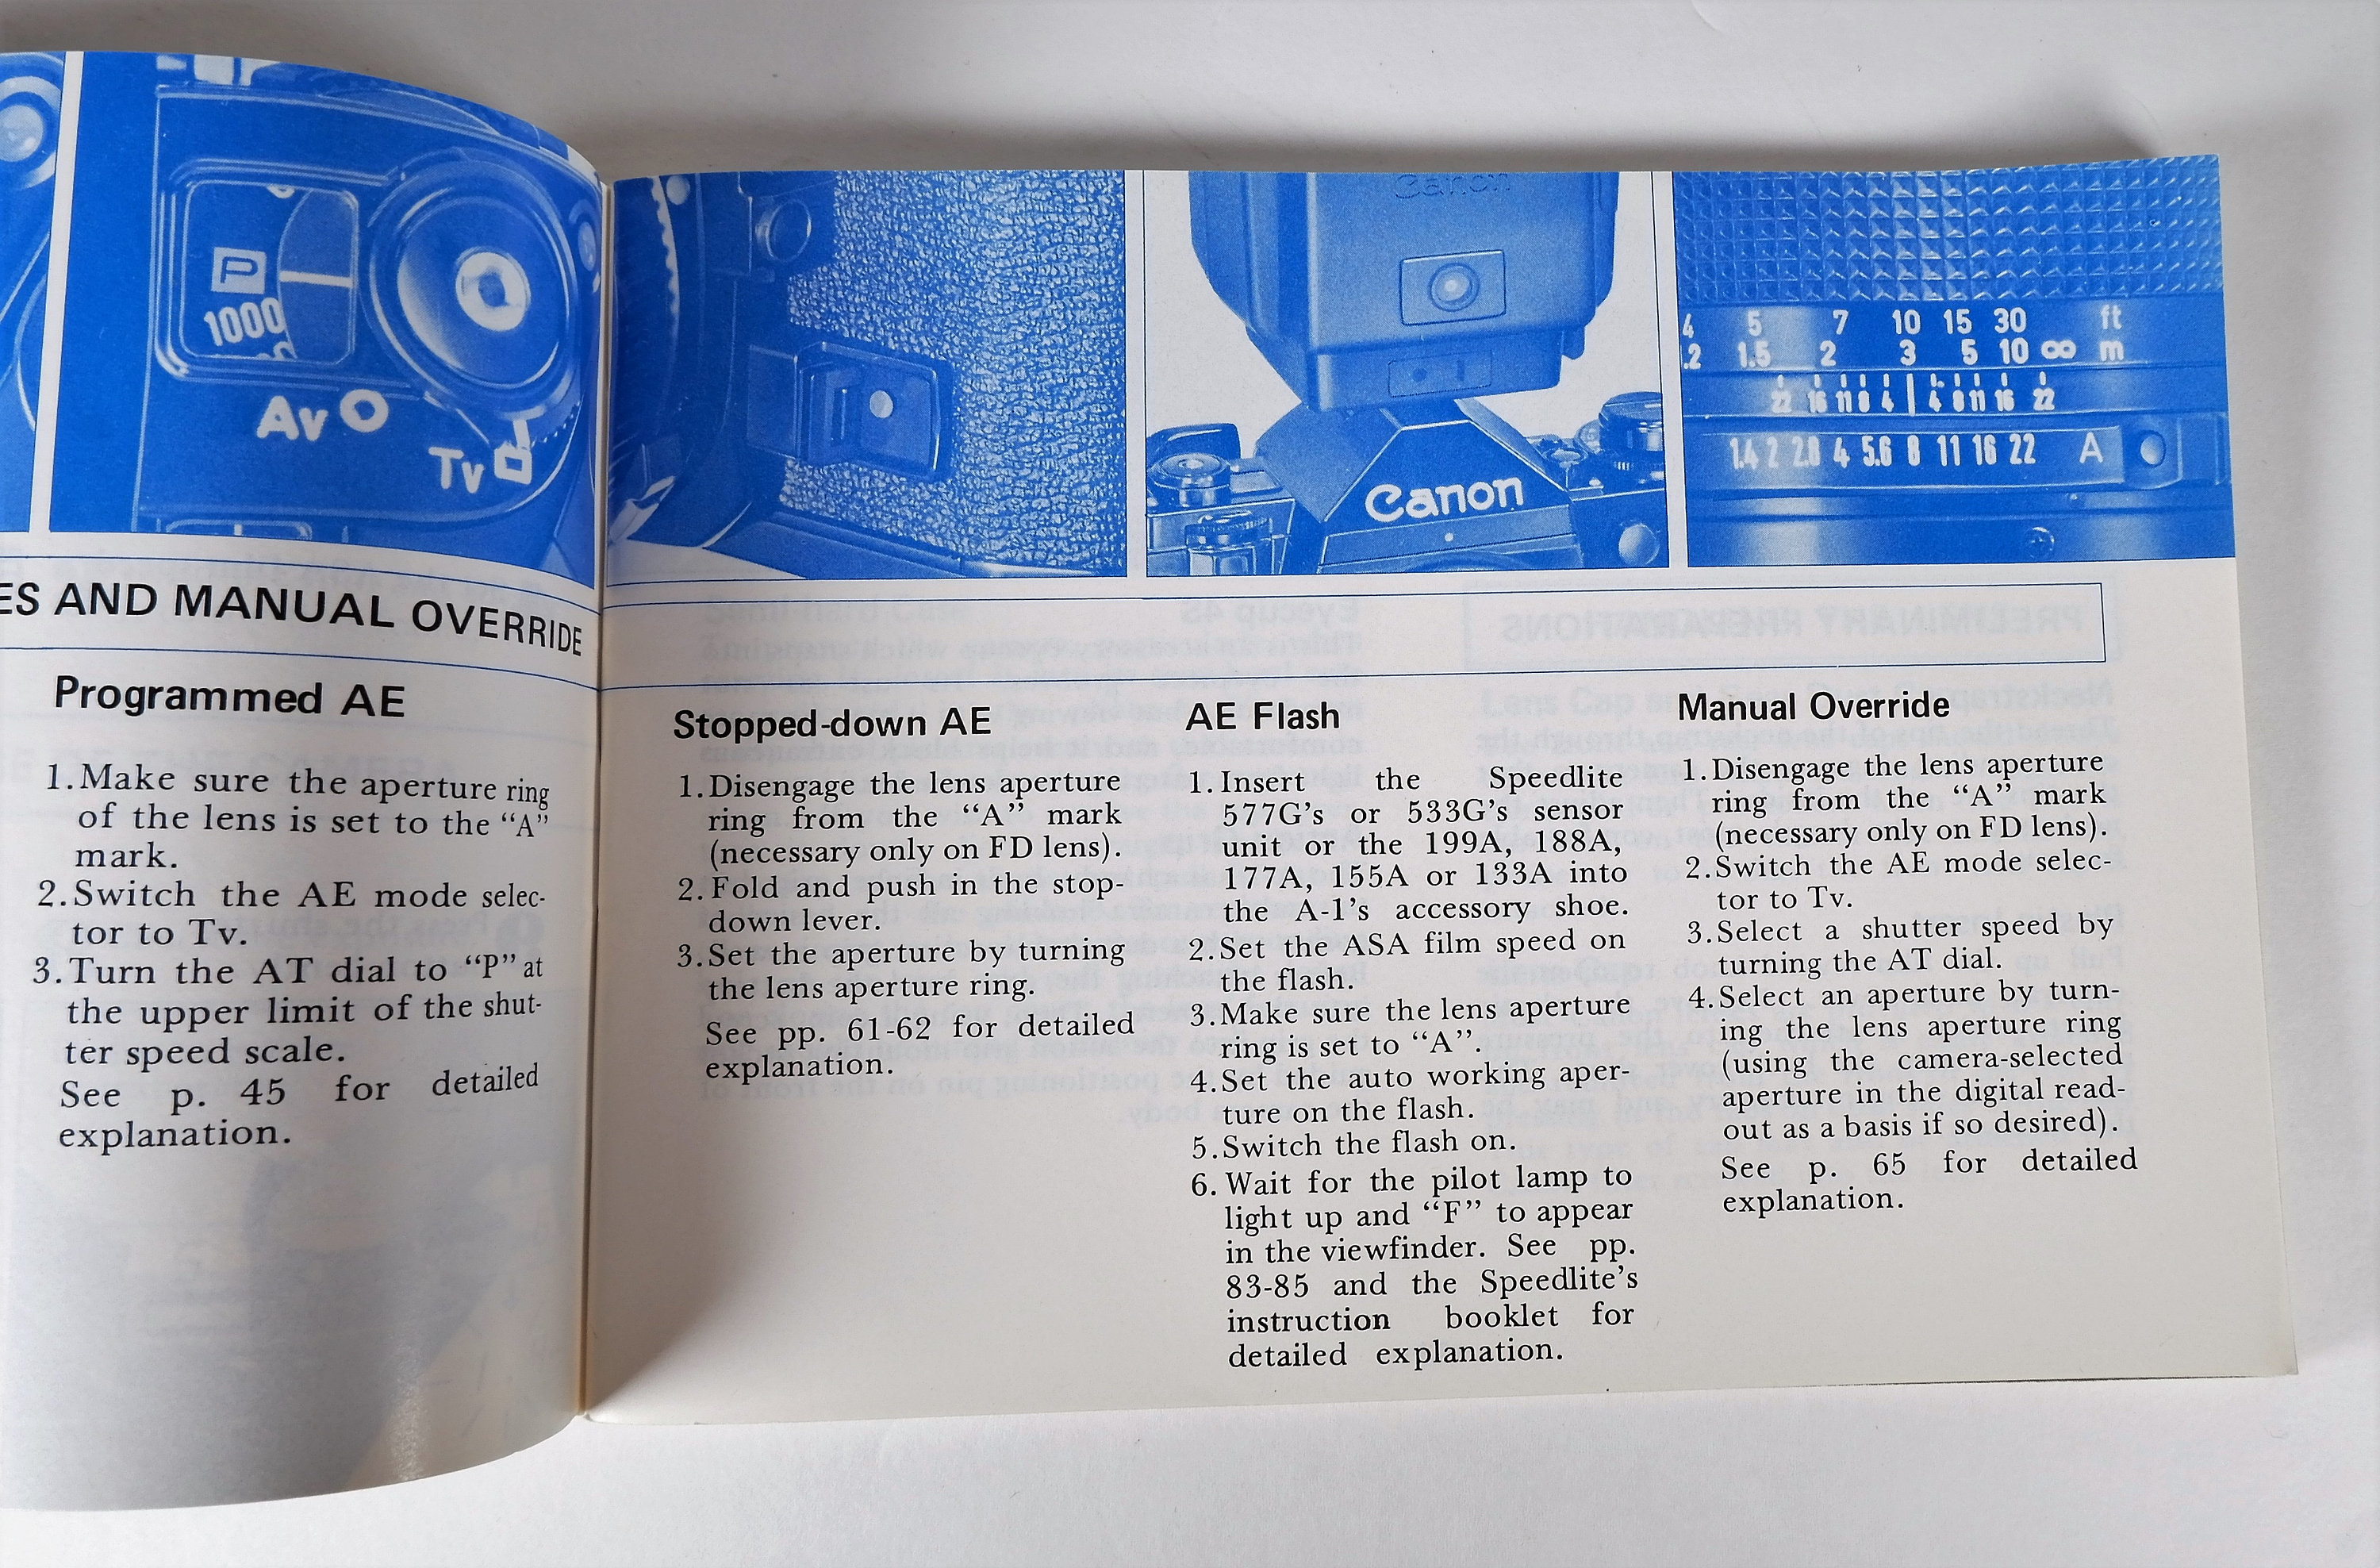 P
1000
Av
Tv
ES AND MANUAL OVERRIDE
Programmed AE
1. Make sure the aperture ring
of the lens is set to the “A”
mark.
2. Switch the AE mode selec-
tor to Tv.
3. Turn the AT dial to “P” at
the upper limit of the shut-
ter speed scale.
See p. 45 for detailed
explanation.
Canon
Canon
4 5 7 10 15 30 ft
.2 1.5 2 3 5 10 ∞ m
22 16 11 8 4 4 8 11 16 22
1.4 2 2.8 4 5.6 8 11 16 22 A
Stopped-down AE
1. Disengage the lens aperture
ring from the “A” mark
(necessary only on FD lens).
2. Fold and push in the stop-
down lever.
3. Set the aperture by turning
the lens aperture ring.
See pp. 61-62 for detailed
explanation.
AE Flash
1. Insert the Speedlite
577G’s or 533G’s sensor
unit or the 199A, 188A,
177A, 155A or 133A into
the A-1’s accessory shoe.
2. Set the ASA film speed on
the flash.
3. Make sure the lens aperture
ring is set to “A”.
4. Set the auto working aper-
ture on the flash.
5. Switch the flash on.
6. Wait for the pilot lamp to
light up and “F” to appear
in the viewfinder. See pp.
83-85 and the Speedlite’s
instruction booklet for
detailed explanation.
Manual Override
1. Disengage the lens aperture
ring from the “A” mark
(necessary only on FD lens).
2. Switch the AE mode selec-
tor to Tv.
3. Select a shutter speed by
turning the AT dial.
4. Select an aperture by turn-
ing the lens aperture ring
(using the camera-selected
aperture in the digital read-
out as a basis if so desired).
See p. 65 for detailed
explanation.